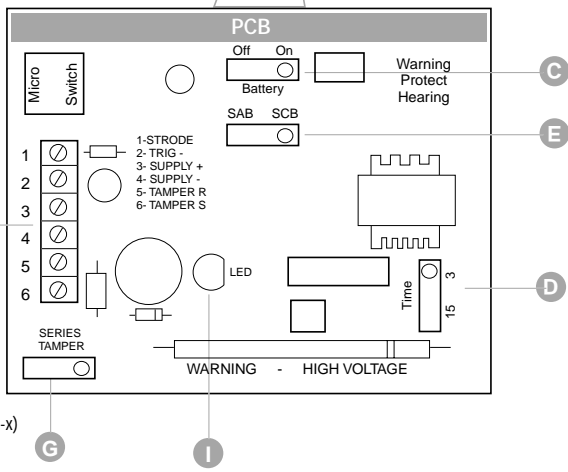 PCB
Off On
Battery
Warning
Protect
Hearing
C
Micro
Switch
SAB SCB
E
1-STRODE
2- TRIG -
3- SUPPLY +
4- SUPPLY -
5- TAMPER R
6- TAMPER S
1
2
3
4
5
6
LED
Time
3
15
D
SERIES
TAMPER
WARNING - HIGH VOLTAGE
-x)
G
I